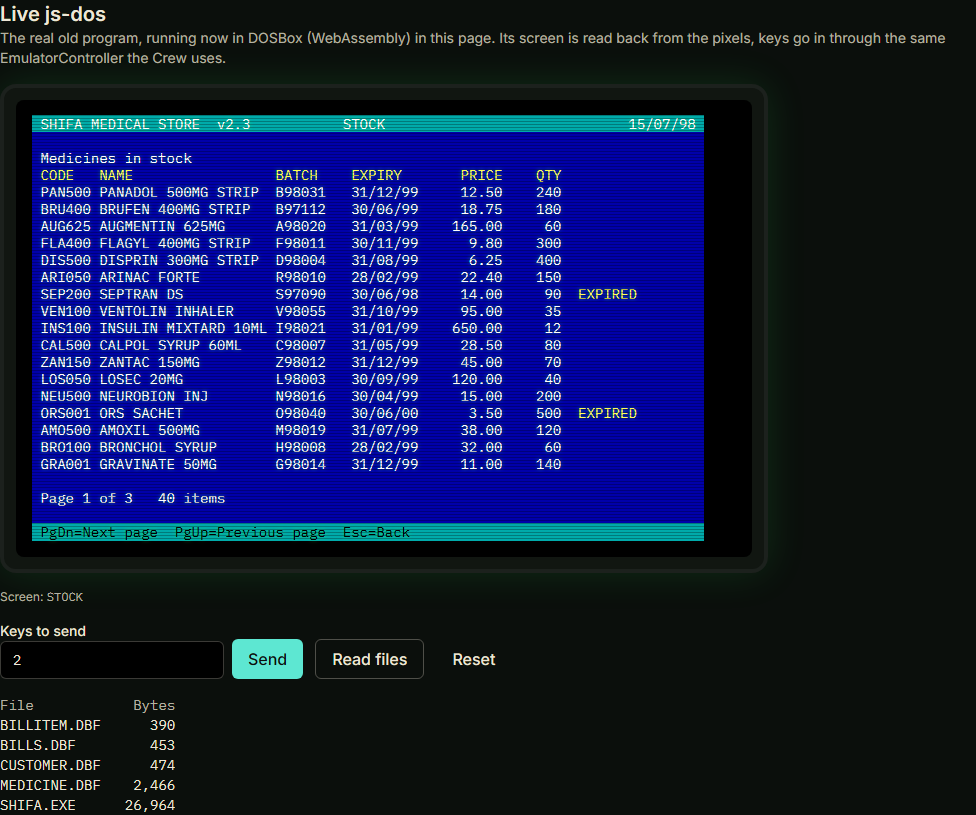 Live js-dos
The real old program, running now in DOSBox (WebAssembly) in this page. Its screen is read back from the pixels, keys go in through the same
EmulatorController the Crew uses.
SHIFA MEDICAL STORE v2.3 STOCK 15/07/98
Medicines in stock
CODE NAME BATCH EXPIRY PRICE QTY
PAN500 PANADOL 500MG STRIP B98031 31/12/99 12.50 240
BRU400 BRUFEN 400MG STRIP B97112 30/06/99 18.75 180
AUG625 AUGMENTIN 625MG A98020 31/03/99 165.00 60
FLA400 FLAGYL 400MG STRIP F98011 30/11/99 9.80 300
DIS500 DISPRIN 300MG STRIP D98004 31/08/99 6.25 400
ARI050 ARINAC FORTE R98010 28/02/99 22.40 150
SEP200 SEPTRAN DS S97090 30/06/98 14.00 90 EXPIRED
VEN100 VENTOLIN INHALER V98055 31/10/99 95.00 35
INS100 INSULIN MIXTARD 10ML I98021 31/01/99 650.00 12
CAL500 CALPOL SYRUP 60ML C98007 31/05/99 28.50 80
ZAN150 ZANTAC 150MG Z98012 31/12/99 45.00 70
LOS050 LOSEC 20MG L98003 30/09/99 120.00 40
NEU500 NEUROBION INJ N98016 30/04/99 15.00 200
ORS001 ORS SACHET O98040 30/06/00 3.50 500 EXPIRED
AMO500 AMOXIL 500MG M98019 31/07/99 38.00 120
BRO100 BRONCHOL SYRUP H98008 28/02/99 32.00 60
GRA001 GRAVINATE 50MG G98014 31/12/99 11.00 140
Page 1 of 3 40 items
PgDn=Next page PgUp=Previous page Esc=Back
Screen: STOCK
Keys to send
2 Send Read files Reset
File Bytes
BILLITEM.DBF 390
BILLS.DBF 453
CUSTOMER.DBF 474
MEDICINE.DBF 2,466
SHIFA.EXE 26,964